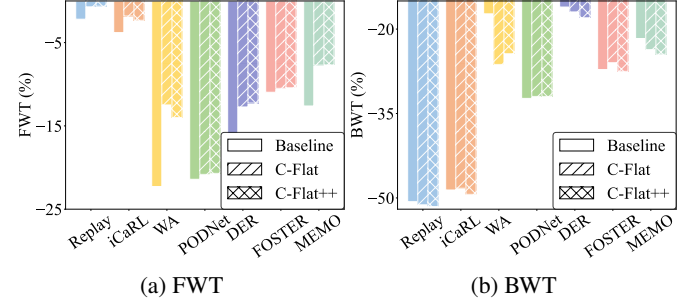 FWT (%)
−5
−15
−25
Baseline
C-Flat
C-Flat++
Replay
iCaRL
WA
PODNet
DER
FOSTER
MEMO
(a) FWT
BWT (%)
−20
−35
−50
Baseline
C-Flat
C-Flat++
Replay
iCaRL
WA
PODNet
DER
FOSTER
MEMO
(b) BWT